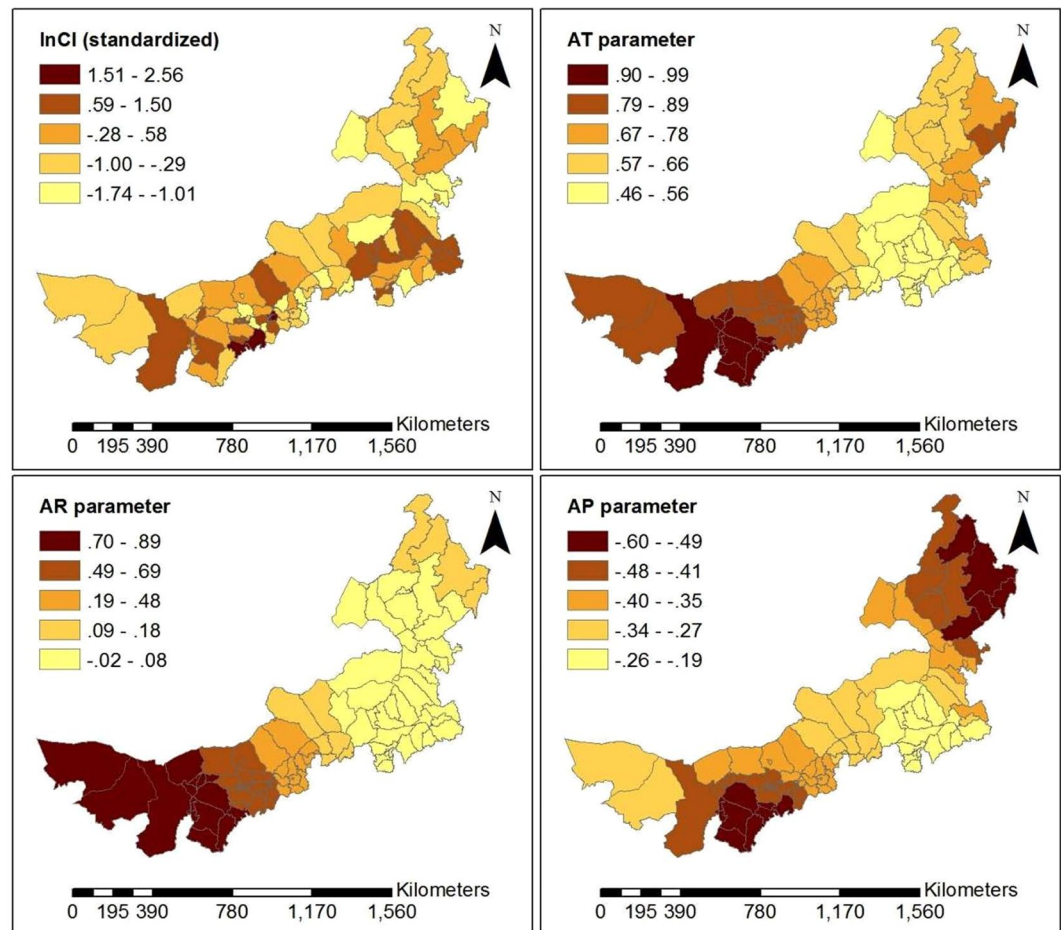 lnCI (standardized)
N
1.51 - 2.56
.59 - 1.50
-.28 - .58
-1.00 - -.29
-1.74 - -1.01
Kilometers
0 195 390 780 1,170 1,560
AT parameter
N
.90 - .99
.79 - .89
.67 - .78
.57 - .66
.46 - .56
Kilometers
0 195 390 780 1,170 1,560
AR parameter
N
.70 - .89
.49 - .69
.19 - .48
.09 - .18
-.02 - .08
Kilometers
0 195 390 780 1,170 1,560
AP parameter
N
-.60 - -.49
-.48 - -.41
-.40 - -.35
-.34 - -.27
-.26 - -.19
Kilometers
0 195 390 780 1,170 1,560